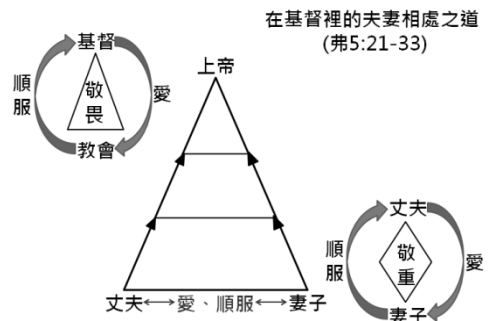 在基督裡的夫妻相處之道
(弗5:21-33)
基督
順服
敬畏
愛
教會
上帝
丈夫⟷愛、順服⟷妻子
丈夫
順服
敬重
愛
妻子